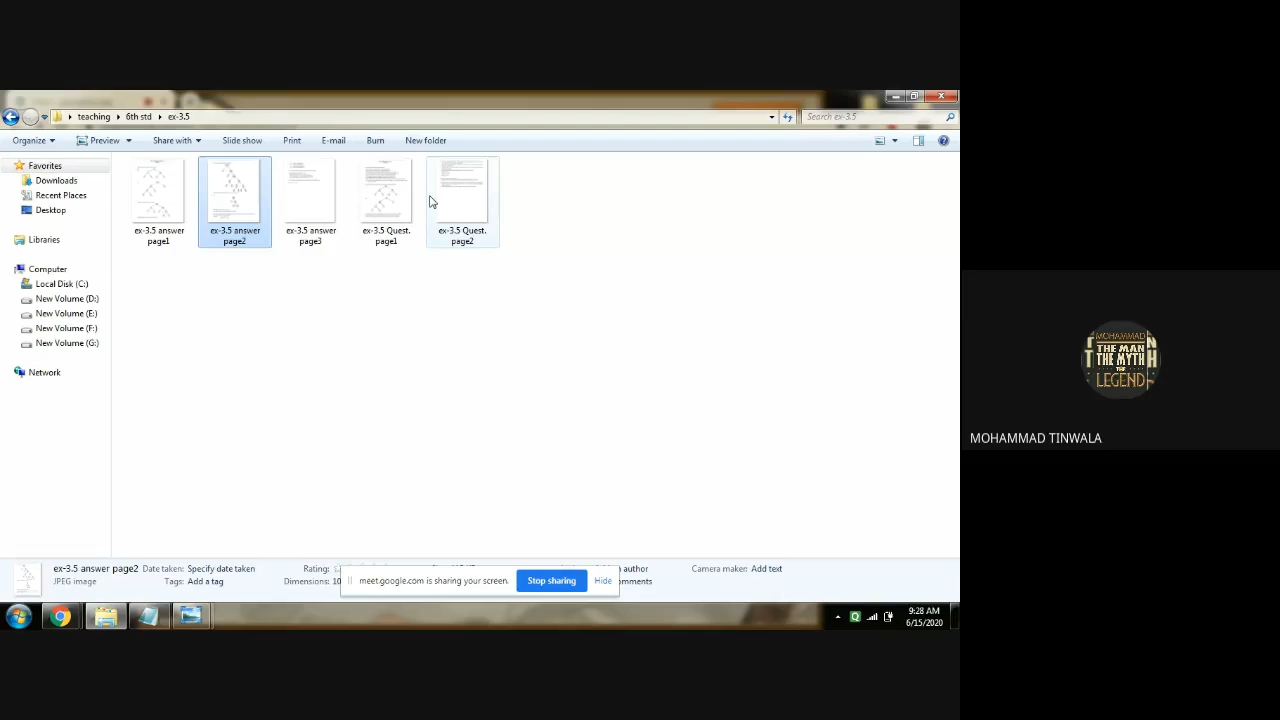 teaching ▸ 6th std ▸ ex-3.5
Search ex-3.5
Organize Preview Share with Slide show Print E-mail Burn New folder
Favorites
Downloads
Recent Places
Desktop
Libraries
Computer
Local Disk (C:)
New Volume (D:)
New Volume (E:)
New Volume (F:)
New Volume (G:)
Network
ex-3.5 answer page1
ex-3.5 answer page2
ex-3.5 answer page3
ex-3.5 Quest. page1
ex-3.5 Quest. page2
ex-3.5 answer page2 Date taken: Specify date taken Rating: author Camera maker: Add text
JPEG image Tags: Add a tag Dimensions: 10
meet.google.com is sharing your screen. Stop sharing Hide
9:28 AM
6/15/2020
MOHAMMAD
THE MAN
THE MYTH
THE
LEGEND
MOHAMMAD TINWALA